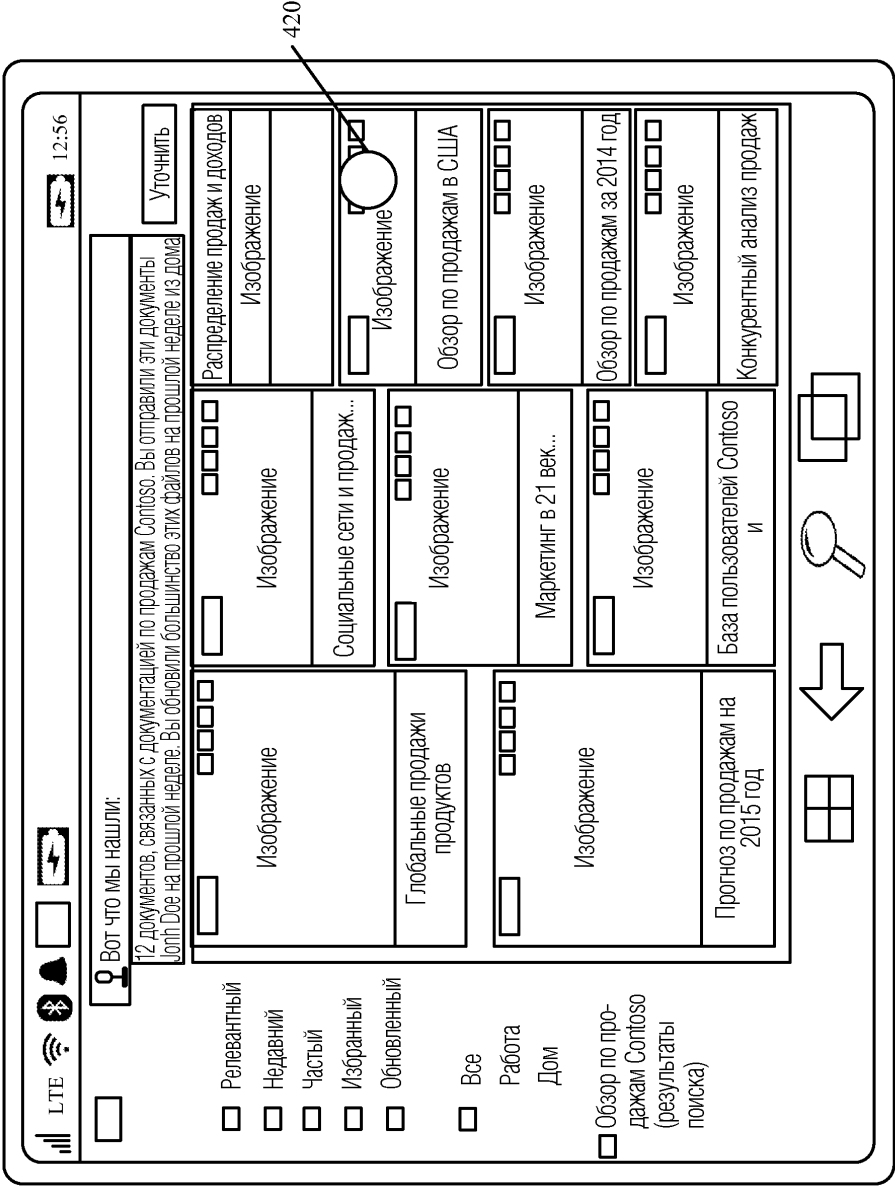 LTE
12:56
Вот что мы нашли:
Уточнить
12 документов, связанных с документацией по продажам Contoso. Вы отправили эти документы
Jonh Doe на прошлой неделе. Вы обновили большинство этих файлов на прошлой неделе из дома
Релевантный
Недавний
Частый
Избранный
Обновленный
Все
Работа
Дом
Обзор по про-
дажам Contoso
(результаты
поиска)
Изображение
Глобальные продажи
продуктов
Изображение
Прогноз по продажам на
2015 год
Изображение
Социальные сети и продаж...
Изображение
Маркетинг в 21 век...
Изображение
База пользователей Contoso
и
Распределение продаж и доходов
Изображение
Изображение
Обзор по продажам в США
Изображение
Обзор по продажам за 2014 год
Изображение
Конкурентный анализ продаж
420